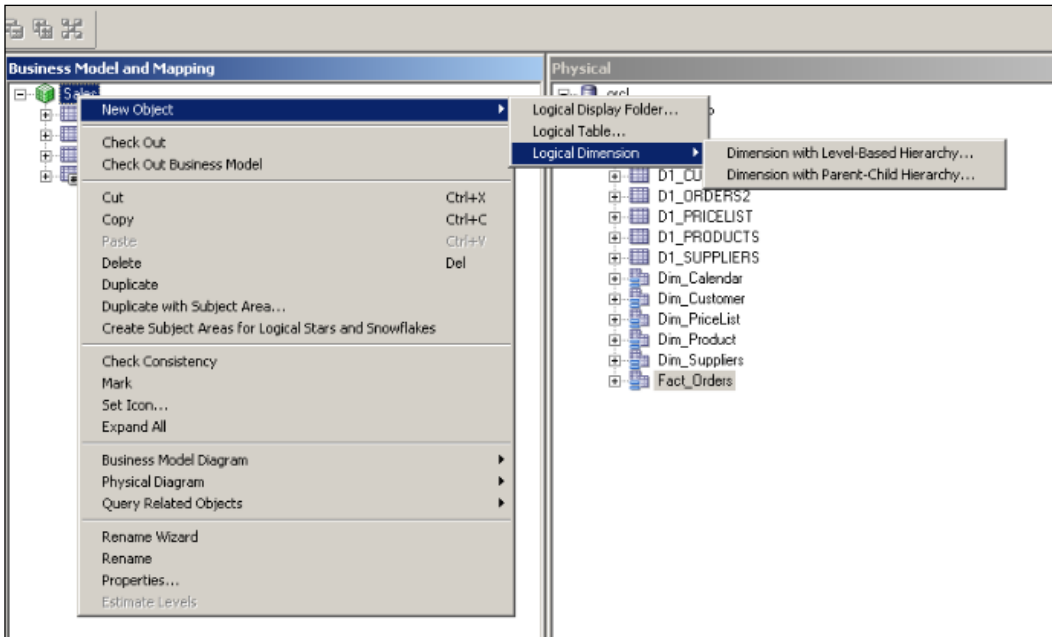 Business Model and Mapping
Physical
Sales
orcl
New Object
Logical Display Folder...
Logical Table...
Logical Dimension
Dimension with Level-Based Hierarchy...
Dimension with Parent-Child Hierarchy...
Check Out
Check Out Business Model
Cut Ctrl+X
Copy Ctrl+C
Paste Ctrl+V
Delete Del
Duplicate
Duplicate with Subject Area...
Create Subject Areas for Logical Stars and Snowflakes
Check Consistency
Mark
Set Icon...
Expand All
Business Model Diagram
Physical Diagram
Query Related Objects
Rename Wizard
Rename
Properties...
Estimate Levels
D1_ORDERS2
D1_PRICELIST
D1_PRODUCTS
D1_SUPPLIERS
Dim_Calendar
Dim_Customer
Dim_PriceList
Dim_Product
Dim_Suppliers
Fact_Orders